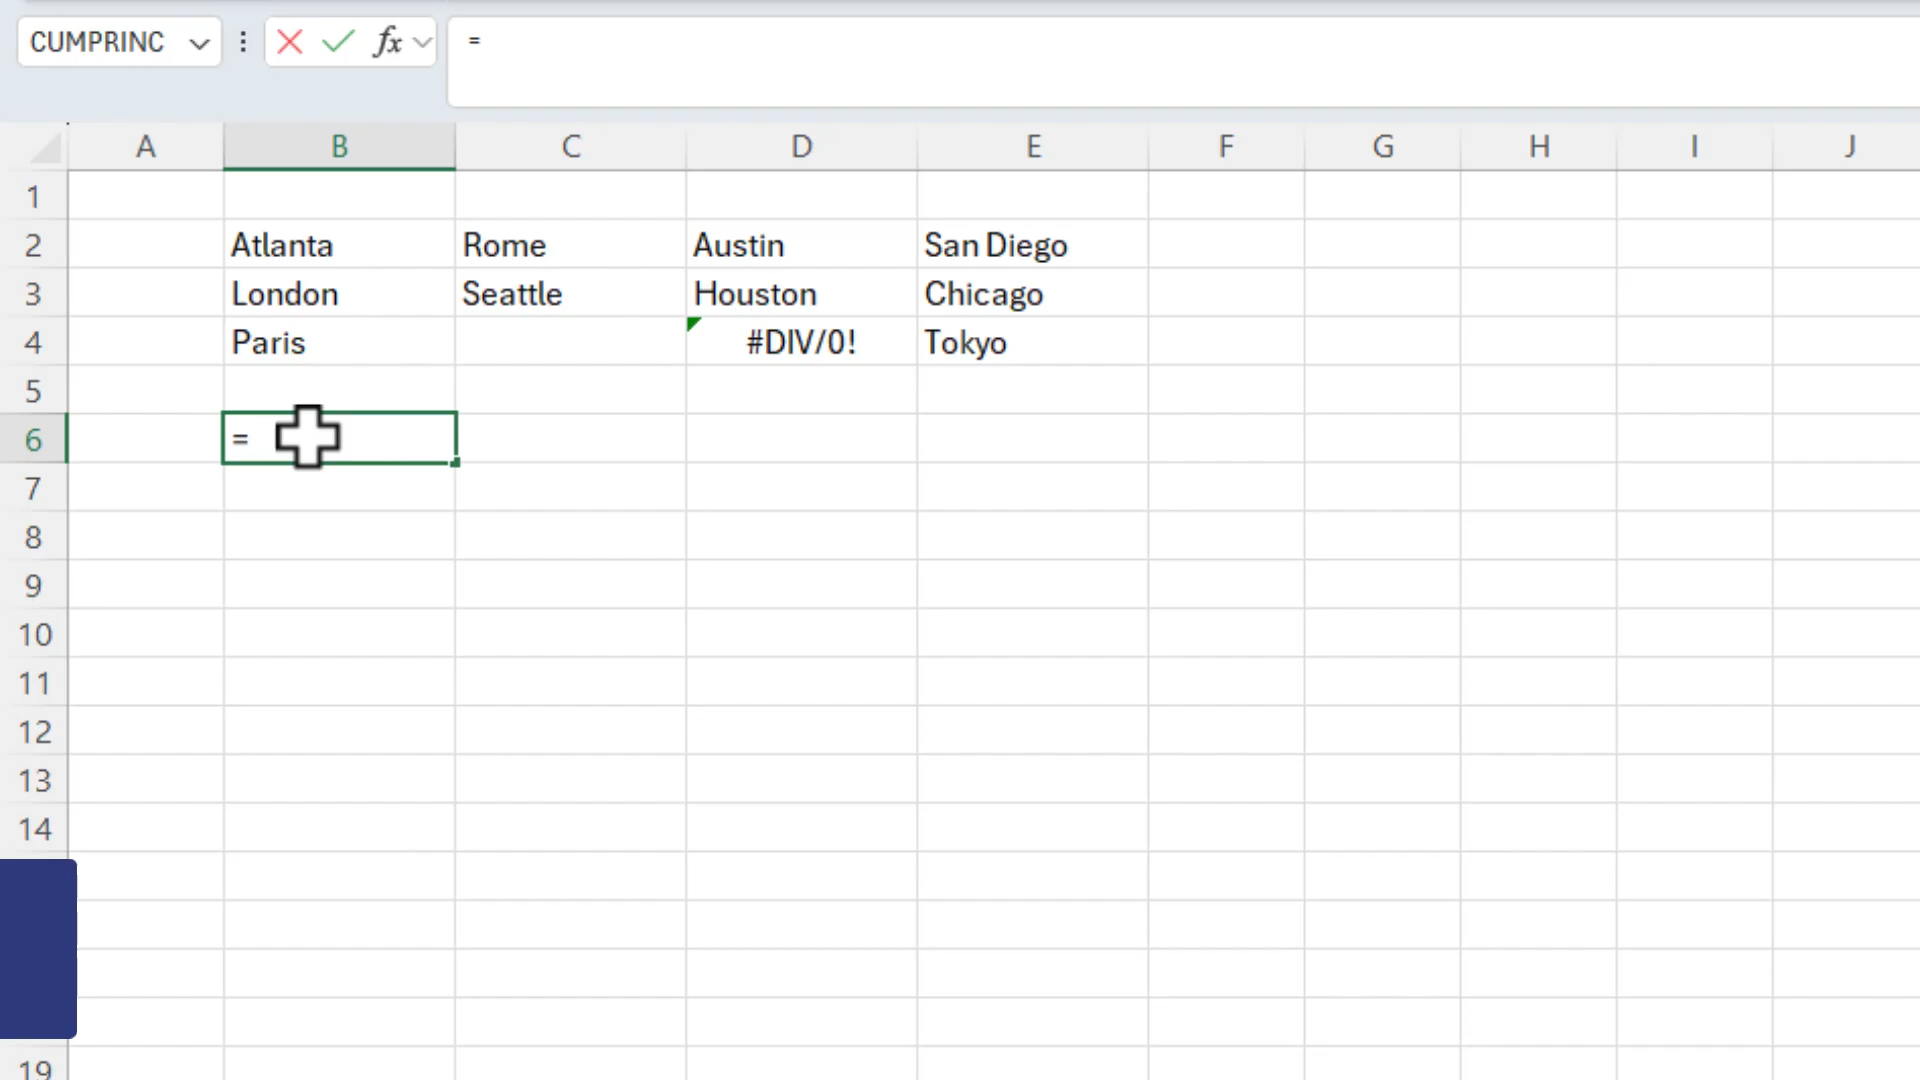 CUMPRINC fx =
A B C D E F G H I J
1
2 Atlanta Rome Austin San Diego
3 London Seattle Houston Chicago
4 Paris #DIV/0! Tokyo
5
6 =
7
8
9
10
11
12
13
14
19